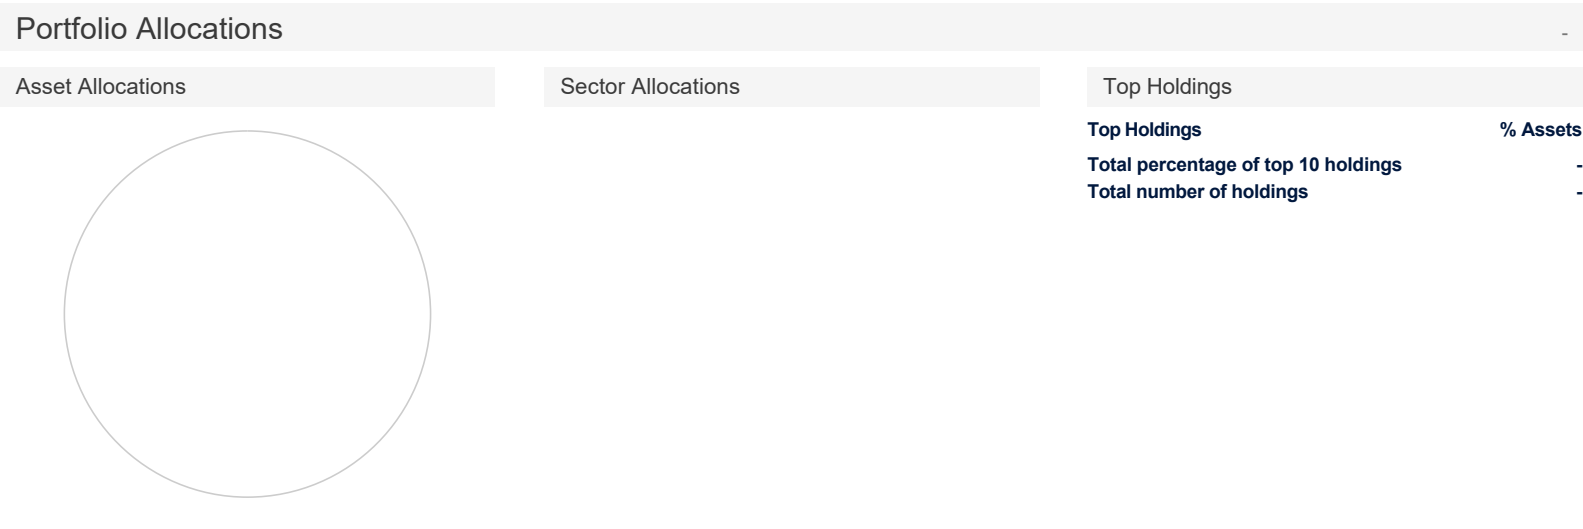 Portfolio Allocations -
Asset Allocations
Sector Allocations
Top Holdings
Top Holdings % Assets
Total percentage of top 10 holdings -
Total number of holdings -